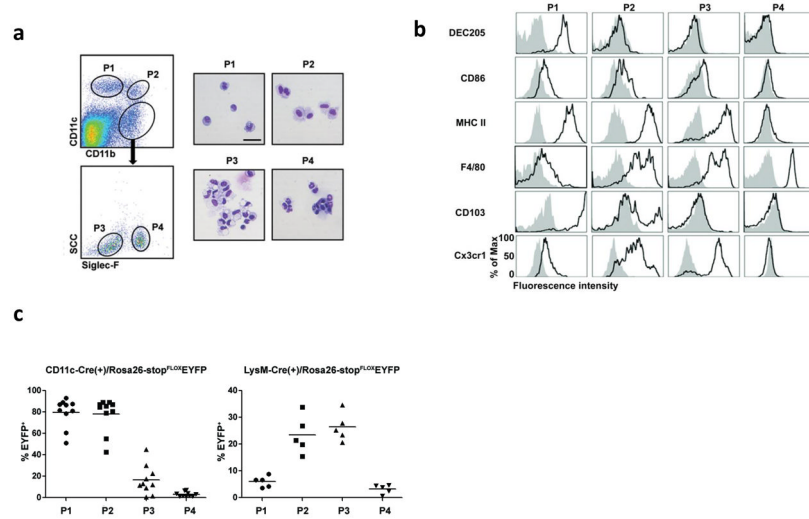 a
P1
P2
CD11c
CD11b
P1
P2
P3
P4
SCC
P3
P4
Siglec-F
b
P1 P2 P3 P4
DEC205
CD86
MHC II
F4/80
CD103
Cx3cr1
% of Max
100
50
0
Fluorescence intensity
c
CD11c-Cre(+)/Rosa26-stopFLOXEYFP
% EYFP+
100
80
60
40
20
0
P1 P2 P3 P4
LysM-Cre(+)/Rosa26-stopFLOXEYFP
% EYFP+
40
30
20
10
0
P1 P2 P3 P4